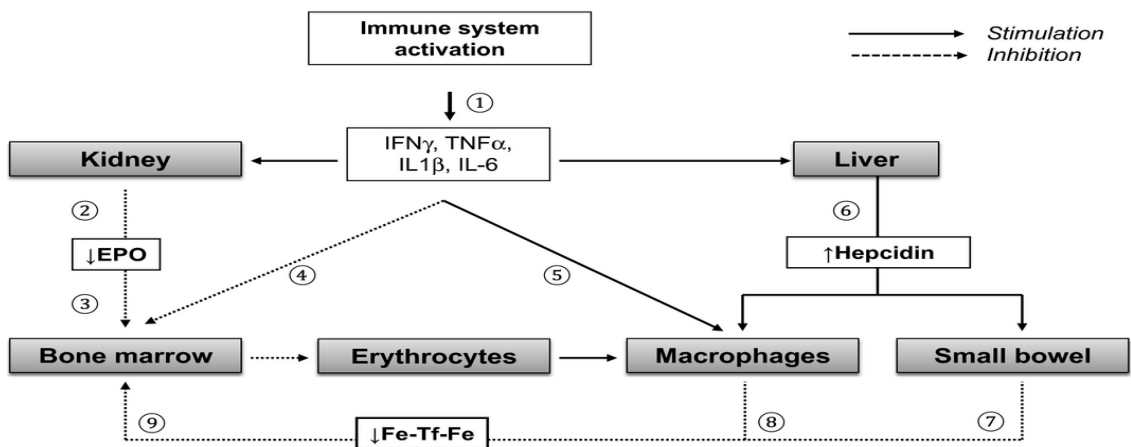 Immune system
activation
Stimulation
Inhibition
①
IFNγ, TNFα,
IL1β, IL-6
Kidney
Liver
②
⑥
↓EPO
↑Hepcidin
③
④
⑤
Bone marrow
Erythrocytes
Macrophages
Small bowel
⑨
↓Fe-Tf-Fe
⑧
⑦